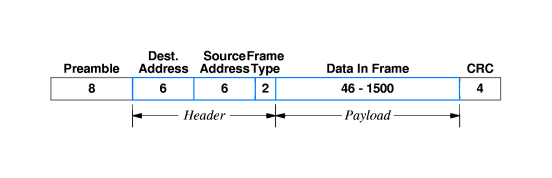 Dest. Source Frame
Preamble Address Address Type Data In Frame CRC
8 6 6 2 46 - 1500 4
Header Payload